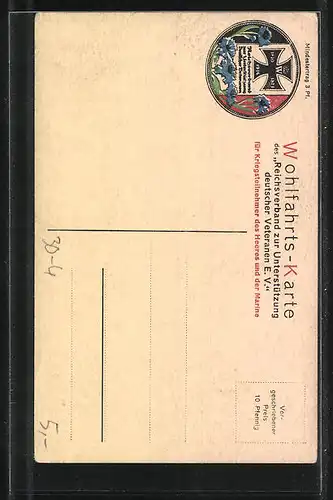 Mindestertrag 3 Pf.
Wohlfahrts-Karte
des „Reichsverband zur Unterstützung
deutscher Veteranen E. V.“
für Kriegsteilnehmer des Heeres und der Marine
Vor-
geschriebener
Preis
10 Pfennig
30-4
5,-